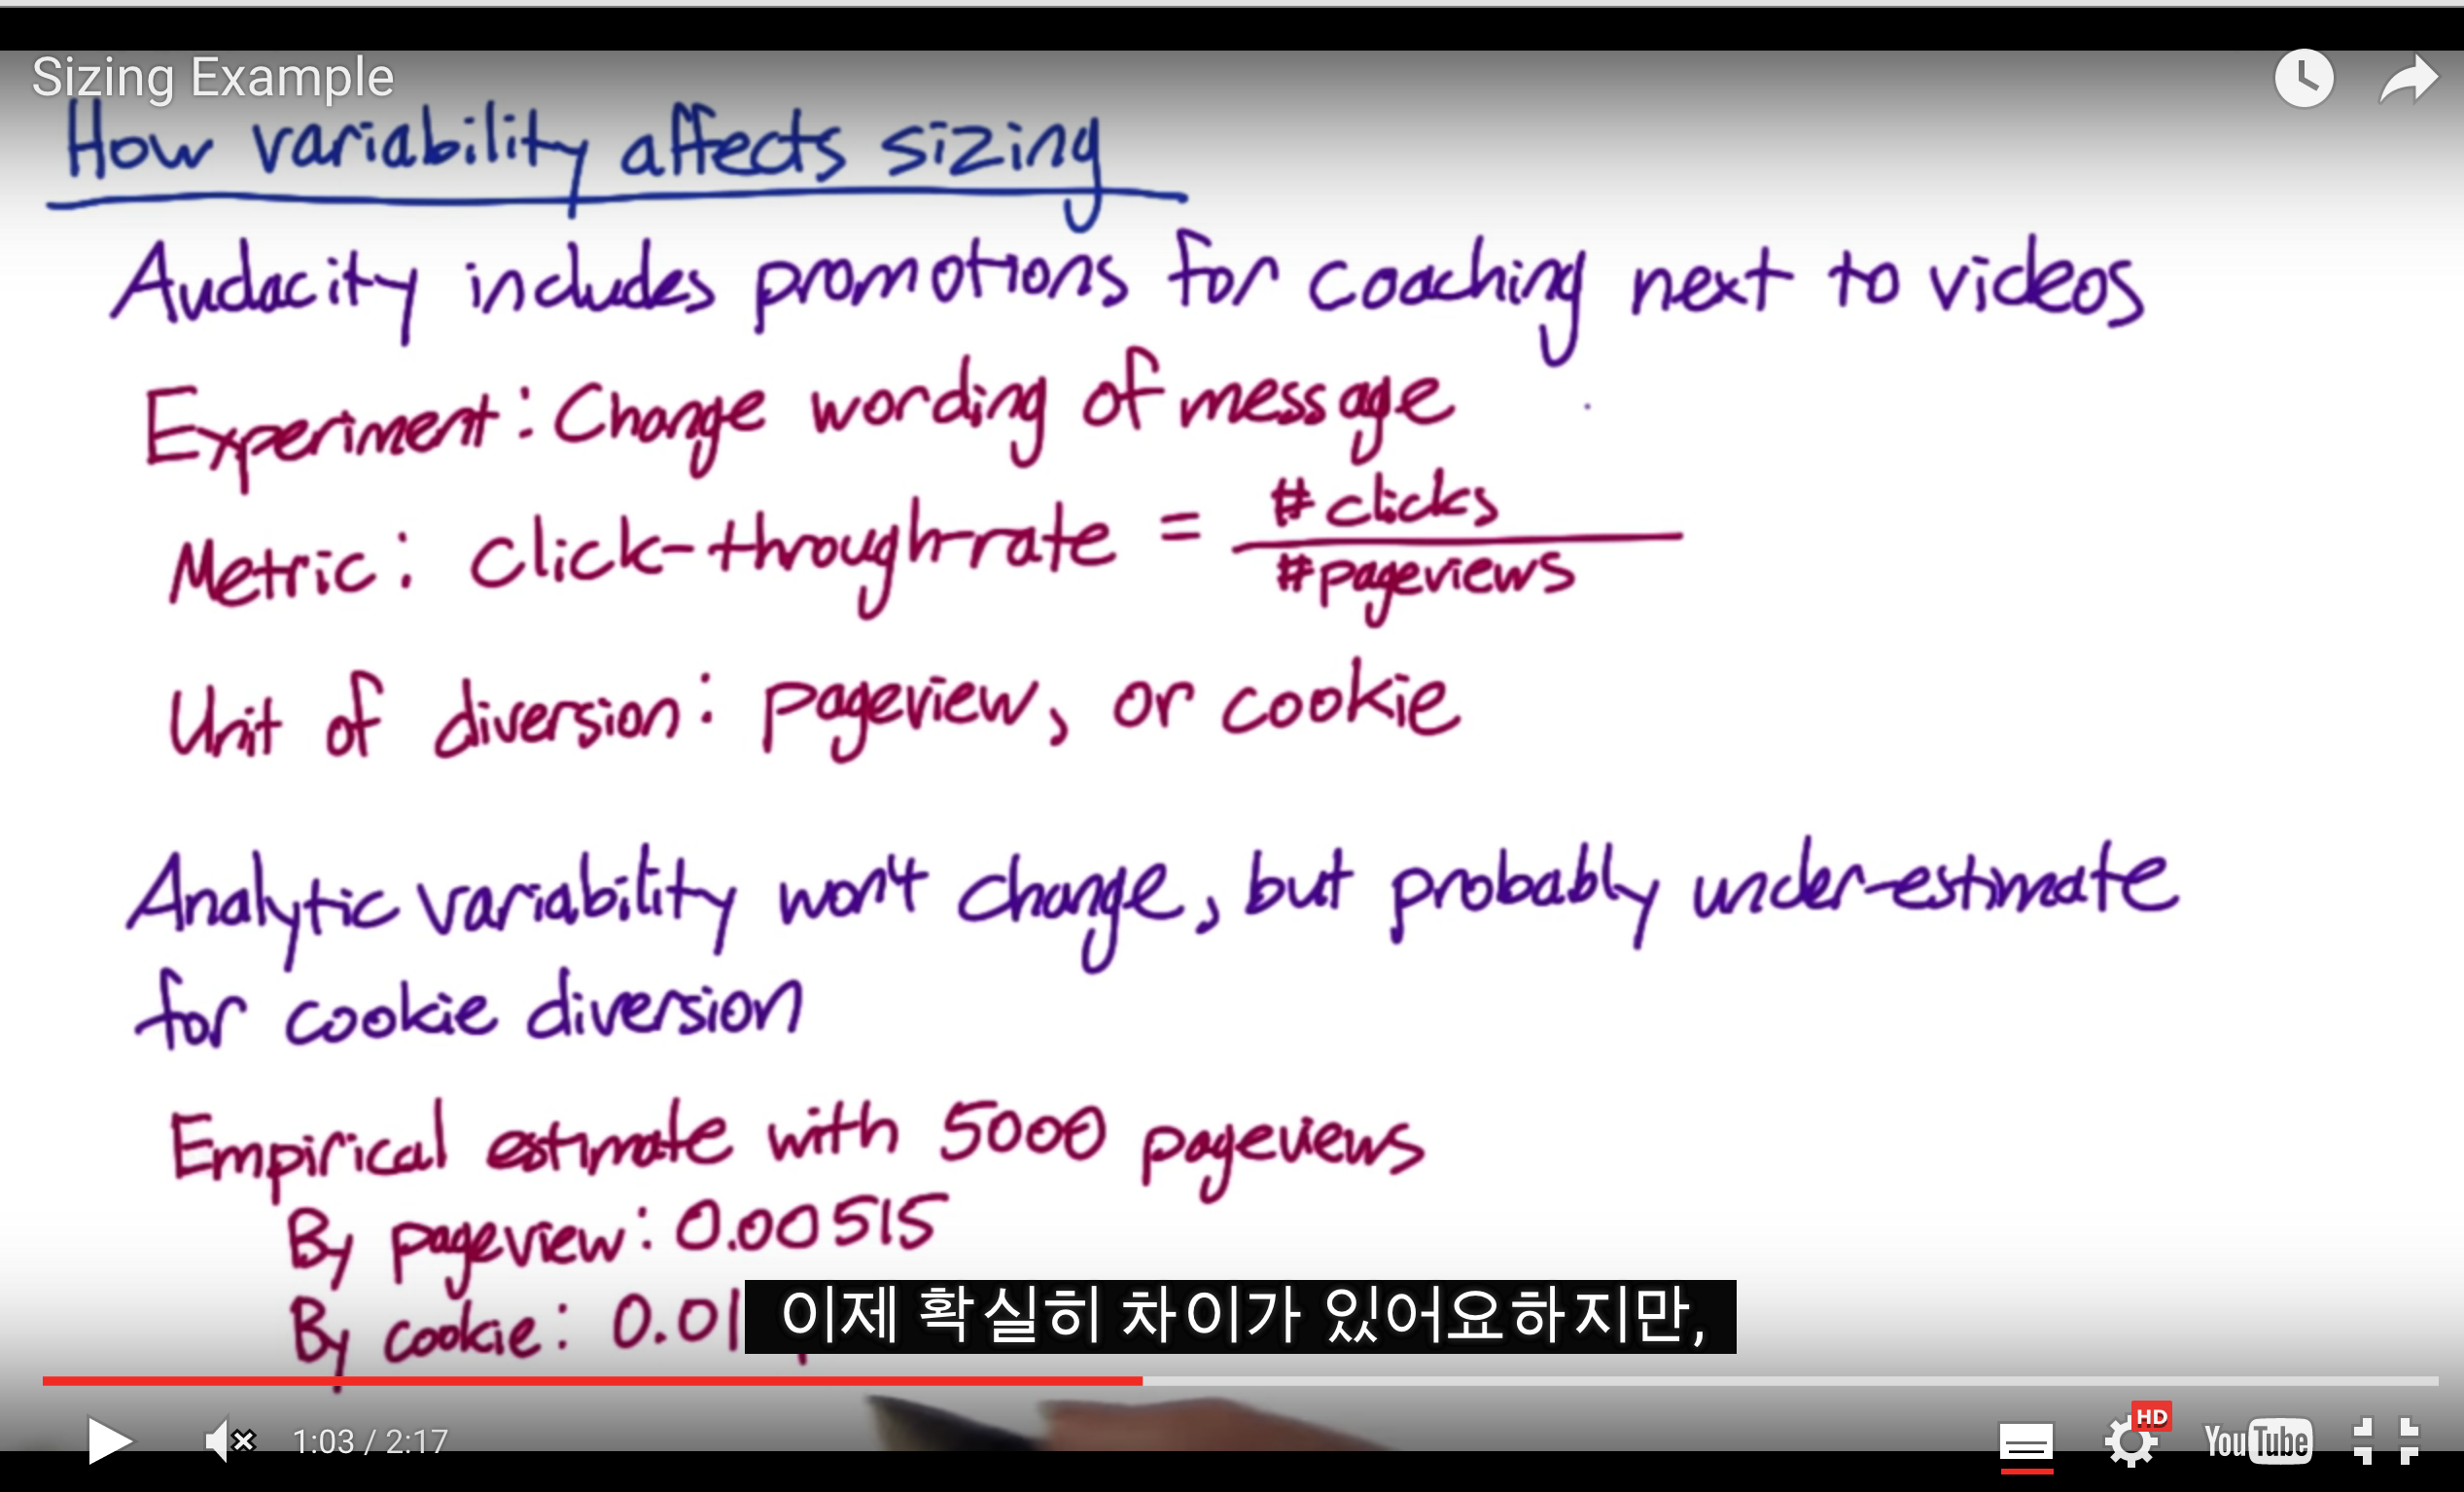 Sizing Example
How variability affects sizing
Audacity includes promotions for coaching next to videos
Experiment: Change wording of message
Metric: click-through-rate = #clicks
#pageviews
Unit of diversion: pageview, or cookie
Analytic variability won't change, but probably under-estimate
for cookie diversion
Empirical estimate with 5000 pageviews
By pageview: 0.00515
By cookie: 0.01
이제 확실히 차이가 있어요하지만,
1:03 / 2:17
HD
YouTube